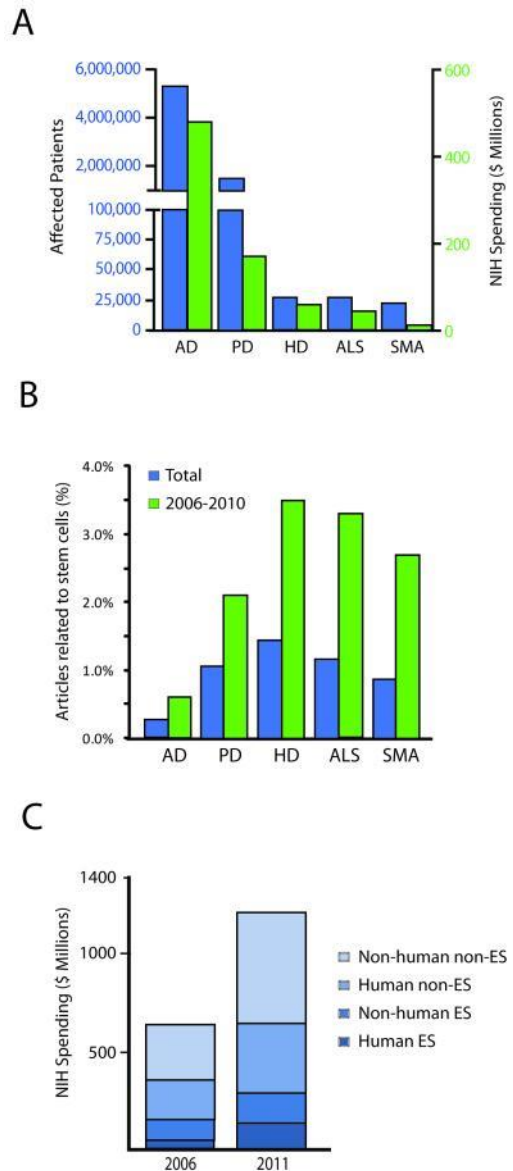 A
Affected Patients
6,000,000
4,000,000
2,000,000
100,000
75,000
50,000
25,000
0
600
400
200
0
NIH Spending ($ Millions)
AD PD HD ALS SMA
B
Articles related to stem cells (%)
4.0%
3.0%
2.0%
1.0%
0.0%
Total
2006-2010
AD PD HD ALS SMA
C
NIH Spending ($ Millions)
1400
1000
500
Non-human non-ES
Human non-ES
Non-human ES
Human ES
2006 2011